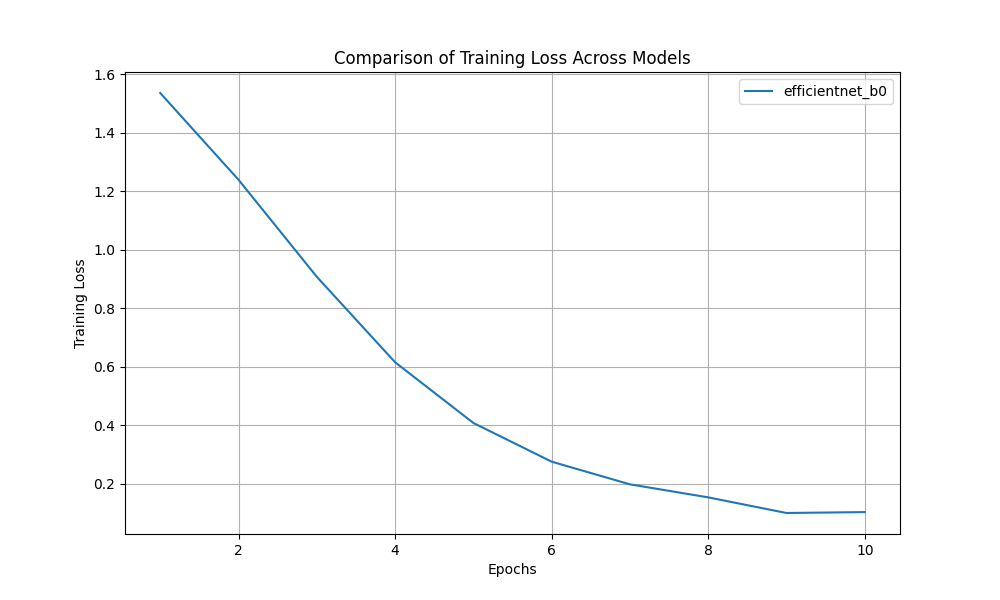 Comparison of Training Loss Across Models
efficientnet_b0
1.6
1.4
1.2
1.0
0.8
0.6
0.4
0.2
Training Loss
2 4 6 8 10
Epochs